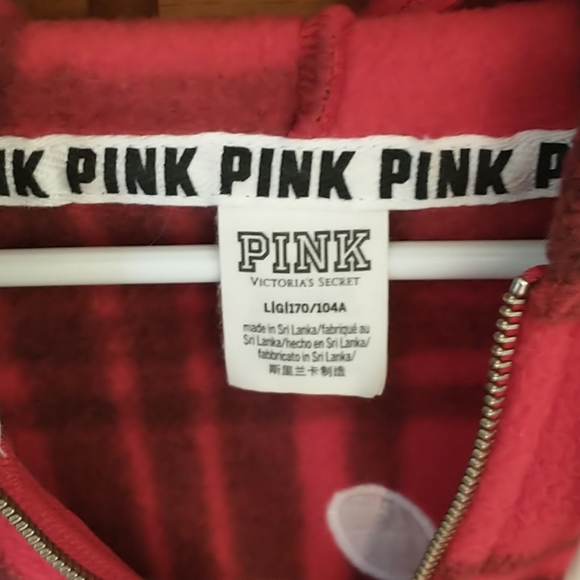 NK PINK PINK PINK P
PINK
VICTORIA'S SECRET
L|G|170/104A
made in Sri Lanka/fabriqué au
Sri Lanka/hecho en Sri Lanka/
fabbricato in Sri Lanka/
斯里兰卡制造